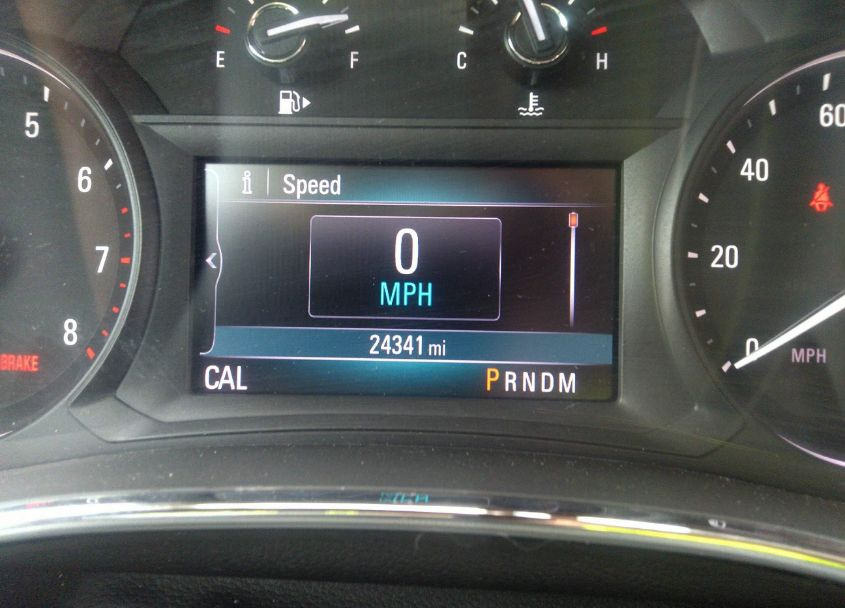 E F
C H
5
6
7
8
BRAKE
i Speed
0
MPH
24341 mi
CAL PRNDM
60
40
20
0
MPH